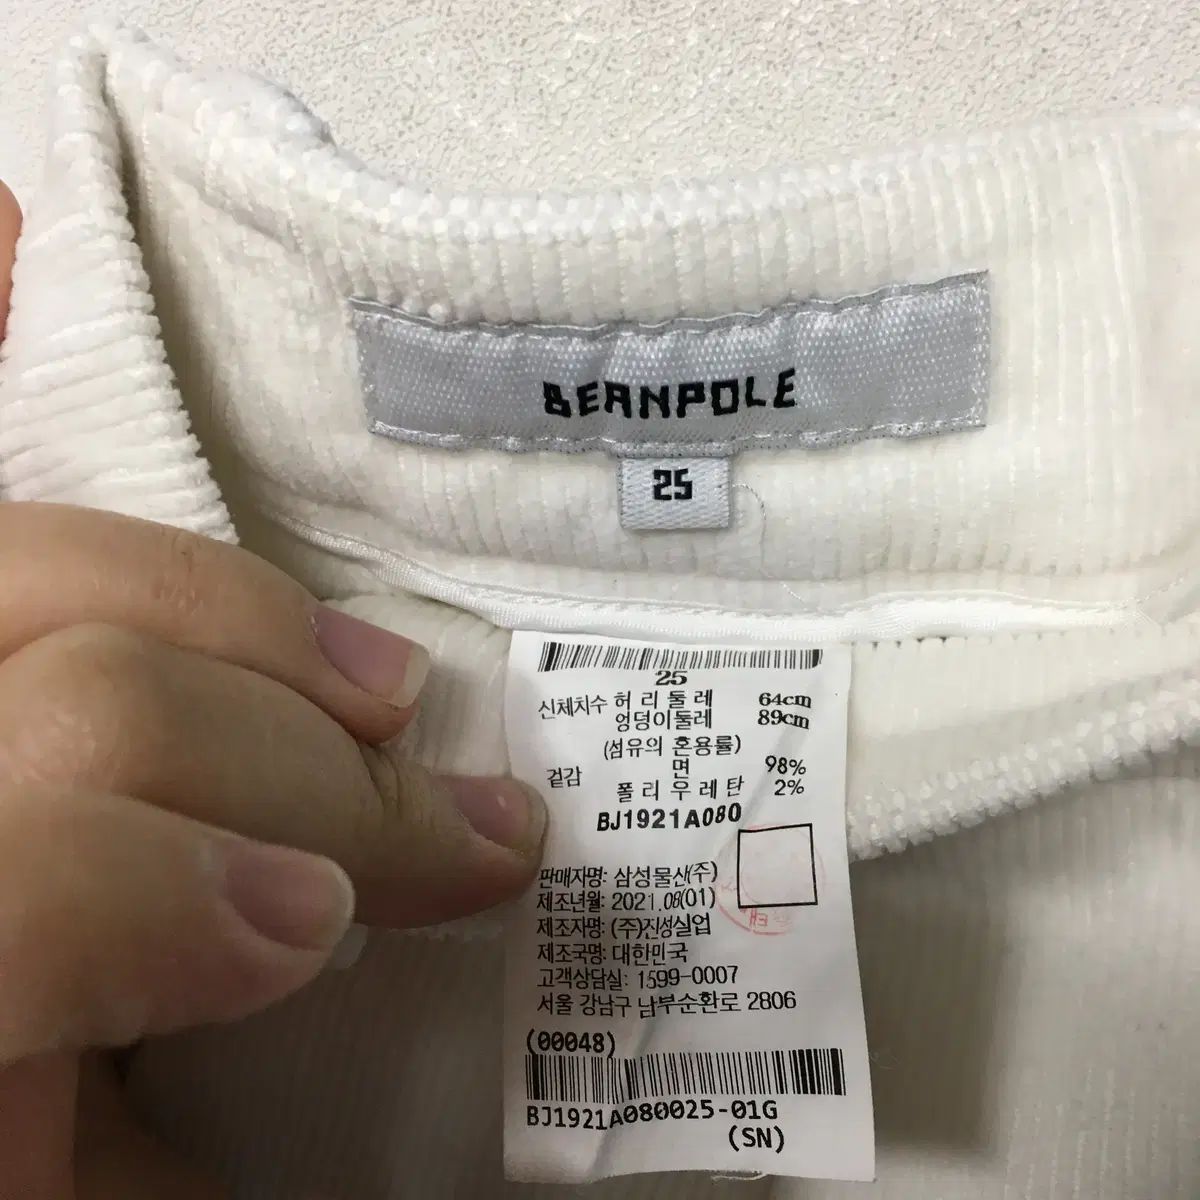 BEANPOLE
25
25
신체치수 허 리 둘 레 64cm
엉덩이둘레 89cm
(섬유의 혼용률)
겉감 면 98%
폴 리 우 레 탄 2%
BJ1921A080
판매자명: 삼성물산(주)
제조년월: 2021.08(01)
제조자명: (주)진성실업
제조국명: 대한민국
고객상담실: 1599-0007
서울 강남구 남부순환로 2806
(00048)
BJ1921A080025-01G
(SN)